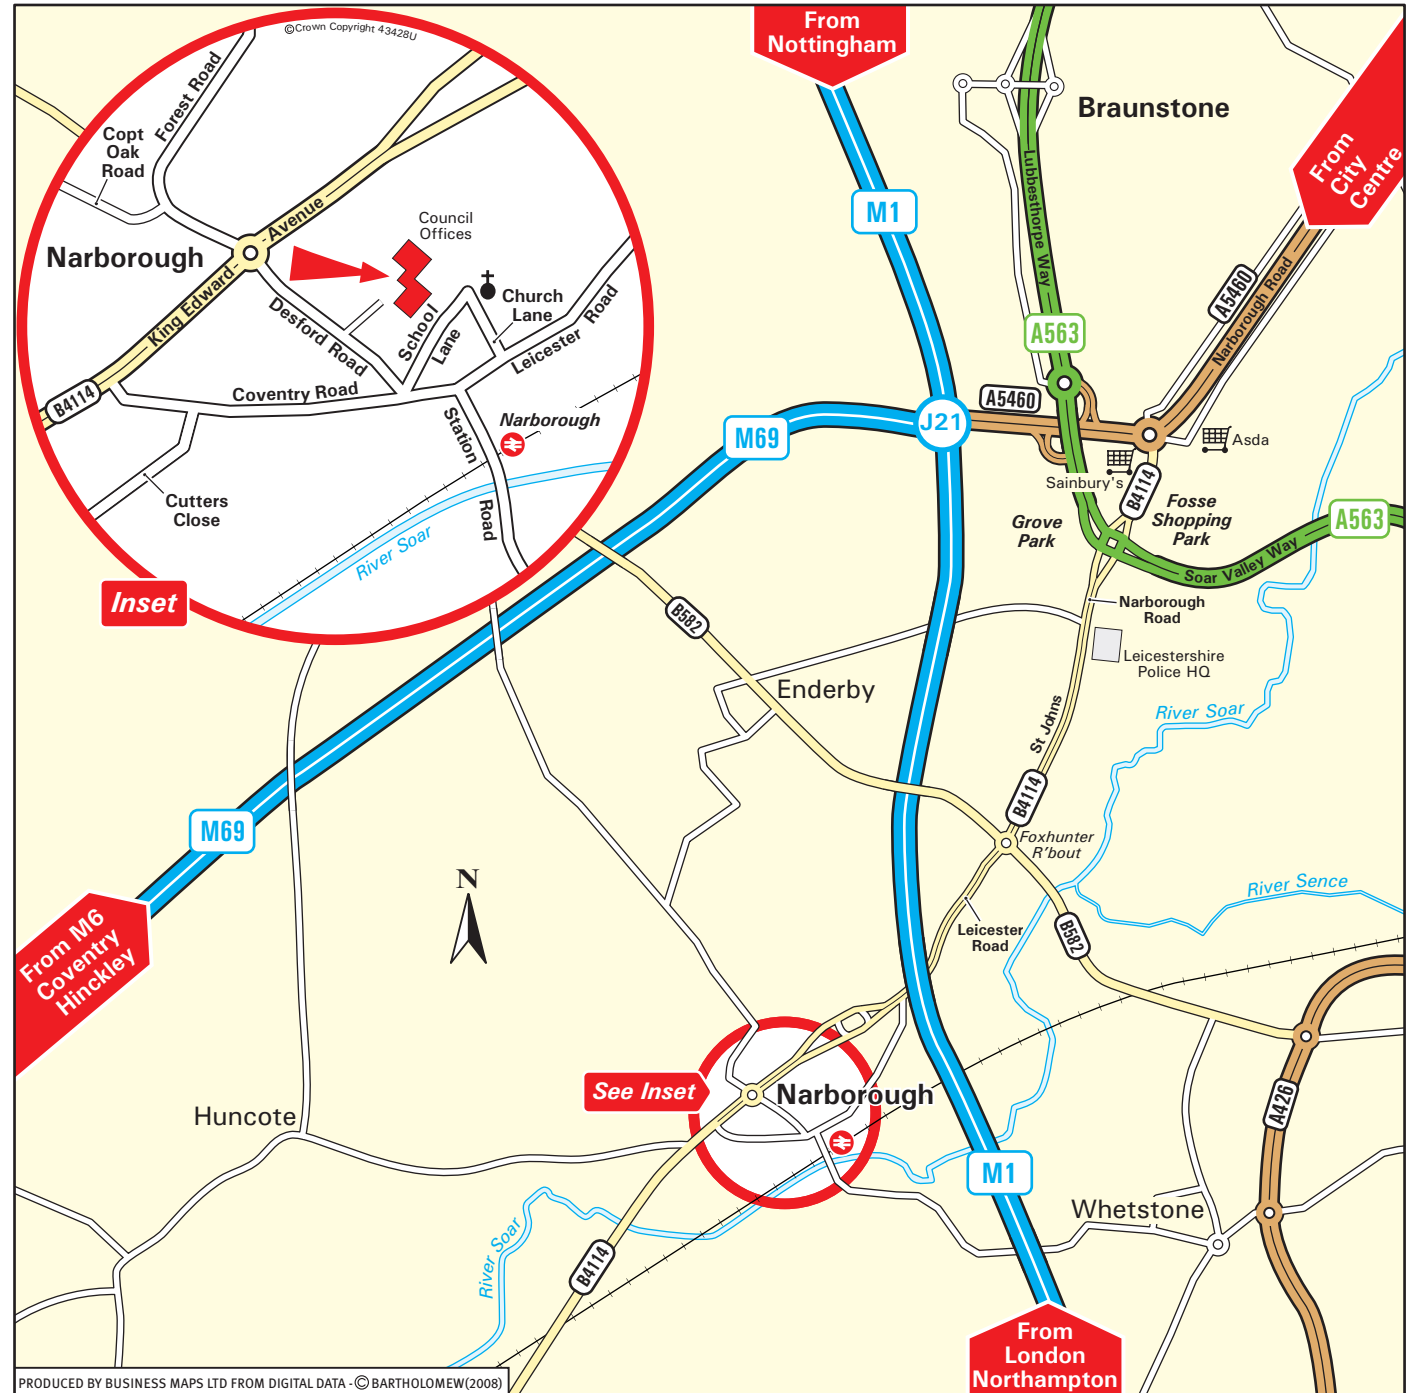 ©Crown Copyright 43428U
Forest Road
Copt
Oak
Road
Narborough
King Edward
Avenue
Council
Offices
Church
Lane
School
Lane
Desford Road
Leicester Road
Coventry Road
B4114
Station
Road
Narborough
Cutters
Close
River Soar
Inset
From
Nottingham
Braunstone
From
City
Centre
M1
Lubbesthorpe Way
A563
A5460
Narborough Road
A5460
J21
M69
Asda
Sainbury's
B4114
Fosse
Shopping
Park
Grove
Park
A563
Soar Valley Way
Narborough
Road
B582
Leicestershire
Police HQ
Enderby
River Soar
St Johns
B4114
M69
Foxhunter
R'bout
N
River Sence
Leicester
Road
B582
From M6
Coventry
Hinckley
See Inset
Narborough
Huncote
A426
M1
Whetstone
River Soar
B4114
From
London
Northampton
PRODUCED BY BUSINESS MAPS LTD FROM DIGITAL DATA - © BARTHOLOMEW(2008)